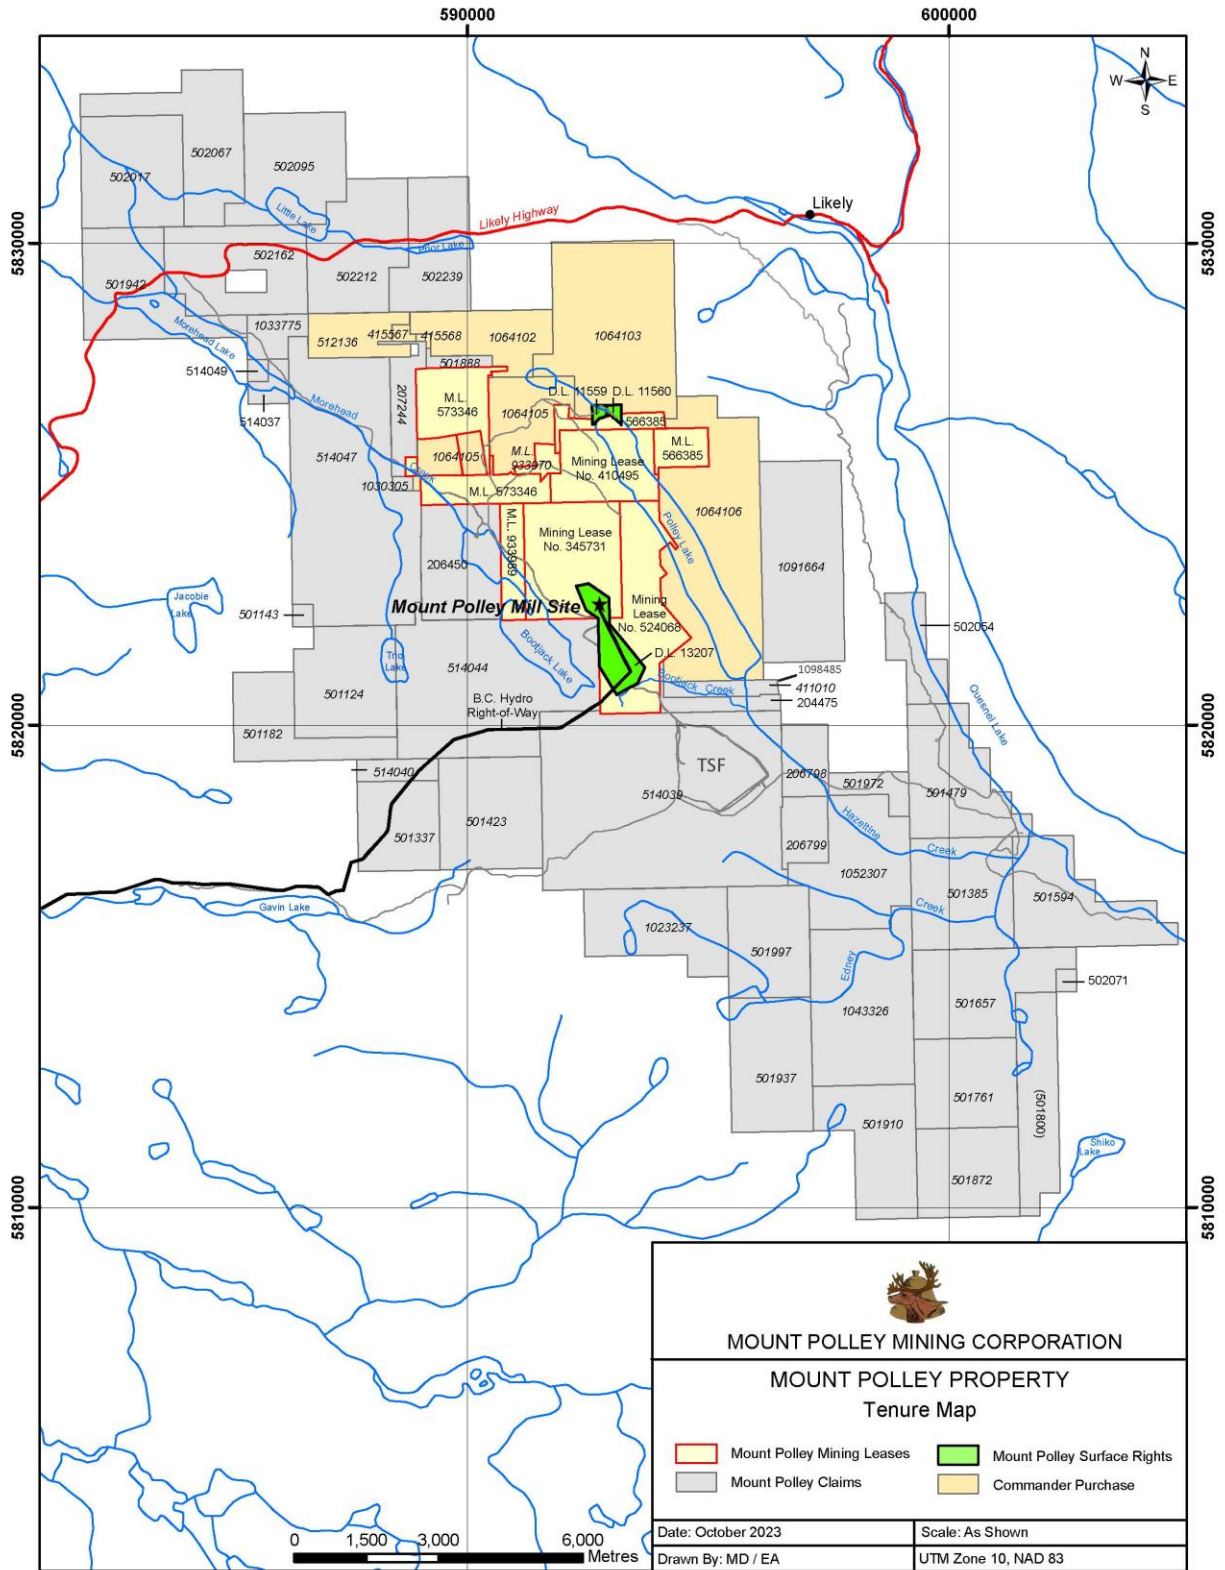 590000
600000
N
W
E
S
502067
502017
502095
Little Lake
Likely
Likely Highway
5830000
5830000
502162
502212
502239
501942
Morehead Lake
1033775
512136
415567
415568
1064102
1064103
501888
514049
514037
207244
M.L.
573346
D.L. 11559
D.L. 11560
1064105
566385
Morehead
M.L.
566385
514047
1064105
M.L.
933970
Mining Lease
No. 410495
Creek
1030305
M.L. 573346
1064106
M.L. 933989
Mining Lease
No. 345731
Polley Lake
206450
1091664
Jacobie
Lake
501143
Mount Polley Mill Site
Mining
Lease
No. 524068
502054
Trio
Lake
514044
Bootjack Lake
D.L. 13207
Bootjack Creek
1098485
411010
204475
501124
B.C. Hydro
Right-of-Way
Quesnel Lake
5820000
5820000
501182
514040
TSF
206798
501972
501479
514039
501423
501337
Hazeltine
Creek
206799
1052307
501385
501594
Creek
Gavin Lake
1023237
501997
Edney
502071
1043326
501657
501937
501910
501761
(501800)
Shiko
Lake
501872
5810000
5810000
MOUNT POLLEY MINING CORPORATION
MOUNT POLLEY PROPERTY
Tenure Map
Mount Polley Mining Leases
Mount Polley Surface Rights
Mount Polley Claims
Commander Purchase
0 1,500 3,000 6,000
Metres
Date: October 2023
Scale: As Shown
Drawn By: MD / EA
UTM Zone 10, NAD 83